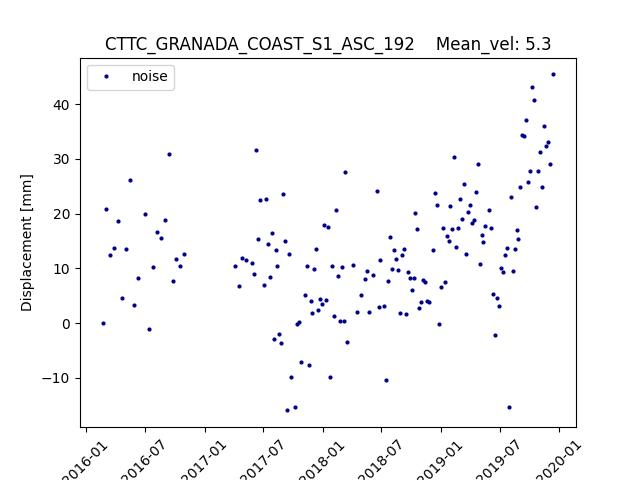 CTTC_GRANADA_COAST_S1_ASC_192    Mean_vel: 5.3
noise
Displacement [mm]
40
30
20
10
0
−10
2016-01 2016-07 2017-01 2017-07 2018-01 2018-07 2019-01 2019-07 2020-01